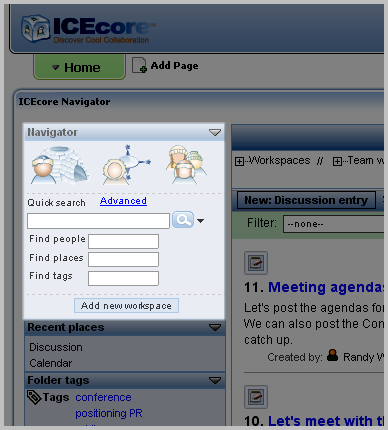 ICEcore
Discover Cool Collaboration
Home
Add Page
ICEcore Navigator
Navigator
Quick search Advanced
Find people
Find places
Find tags
Add new workspace
Recent places
Discussion
Calendar
Folder tags
Tags conference
positioning PR
Workspaces // Team w
New: Discussion entry
Filter: --none--
11. Meeting agendas
Let's post the agendas for
We can also post the Con
catch up.
Created by: Randy W
10. Let's meet with th